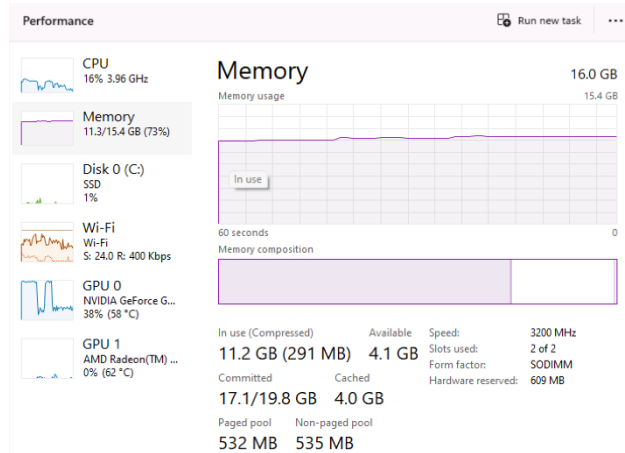 Performance
Run new task
CPU
16% 3.96 GHz
Memory
11.3/15.4 GB (73%)
Disk 0 (C:)
SSD
1%
Wi-Fi
Wi-Fi
S: 24.0 R: 400 Kbps
GPU 0
NVIDIA GeForce G...
38% (58 °C)
GPU 1
AMD Radeon(TM) ...
0% (62 °C)
Memory 16.0 GB
Memory usage 15.4 GB
In use
60 seconds 0
Memory composition
In use (Compressed) Available
11.2 GB (291 MB) 4.1 GB
Committed Cached
17.1/19.8 GB 4.0 GB
Paged pool Non-paged pool
532 MB 535 MB
Speed: 3200 MHz
Slots used: 2 of 2
Form factor: SODIMM
Hardware reserved: 609 MB